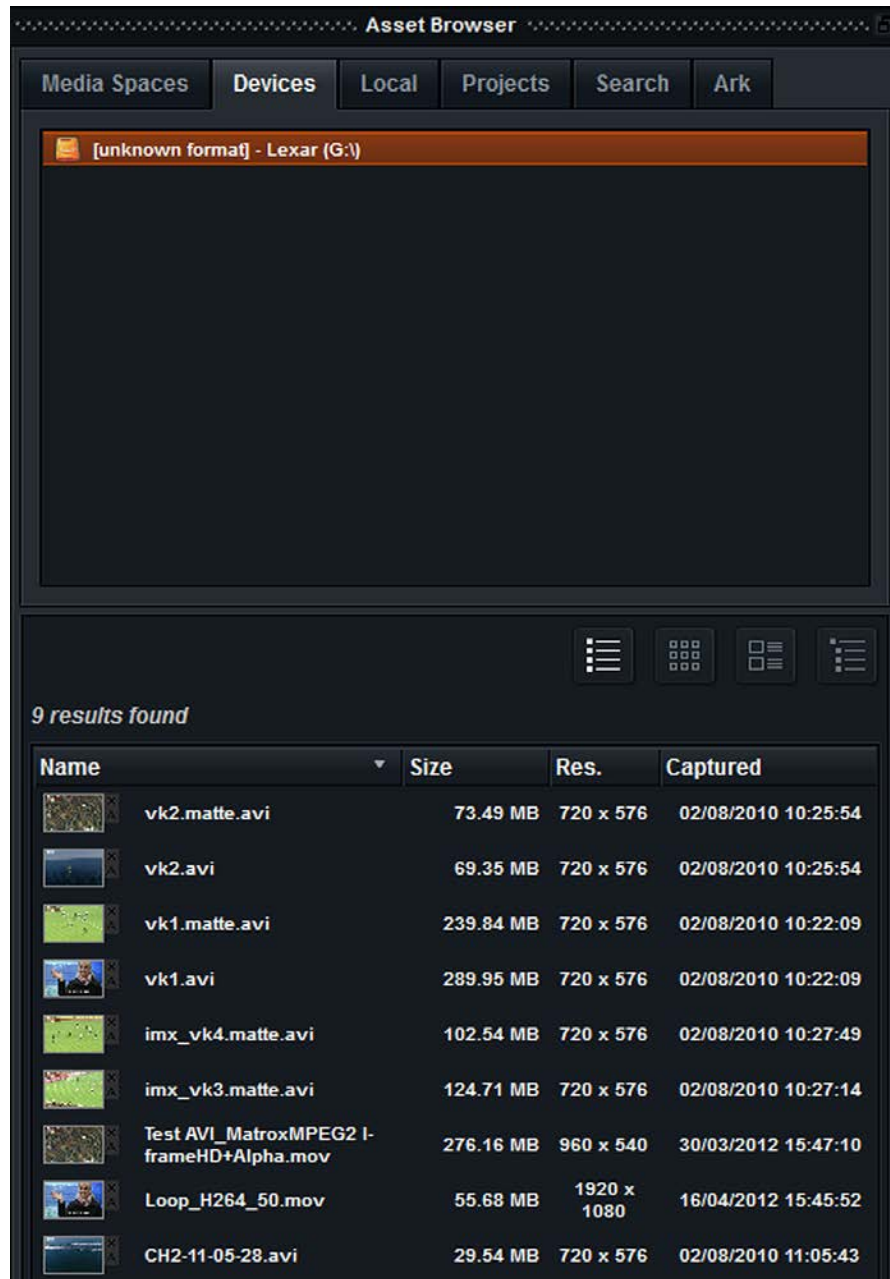 Asset Browser
Media Spaces Devices Local Projects Search Ark
[unknown format] - Lexar (G:\)
9 results found
Name Size Res. Captured
vk2.matte.avi 73.49 MB 720 x 576 02/08/2010 10:25:54
vk2.avi 69.35 MB 720 x 576 02/08/2010 10:25:54
vk1.matte.avi 239.84 MB 720 x 576 02/08/2010 10:22:09
vk1.avi 289.95 MB 720 x 576 02/08/2010 10:22:09
imx_vk4.matte.avi 102.54 MB 720 x 576 02/08/2010 10:27:49
imx_vk3.matte.avi 124.71 MB 720 x 576 02/08/2010 10:27:14
Test AVI_MatroxMPEG2 I-
frameHD+Alpha.mov 276.16 MB 960 x 540 30/03/2012 15:47:10
Loop_H264_50.mov 55.68 MB 1920 x
1080 16/04/2012 15:45:52
CH2-11-05-28.avi 29.54 MB 720 x 576 02/08/2010 11:05:43